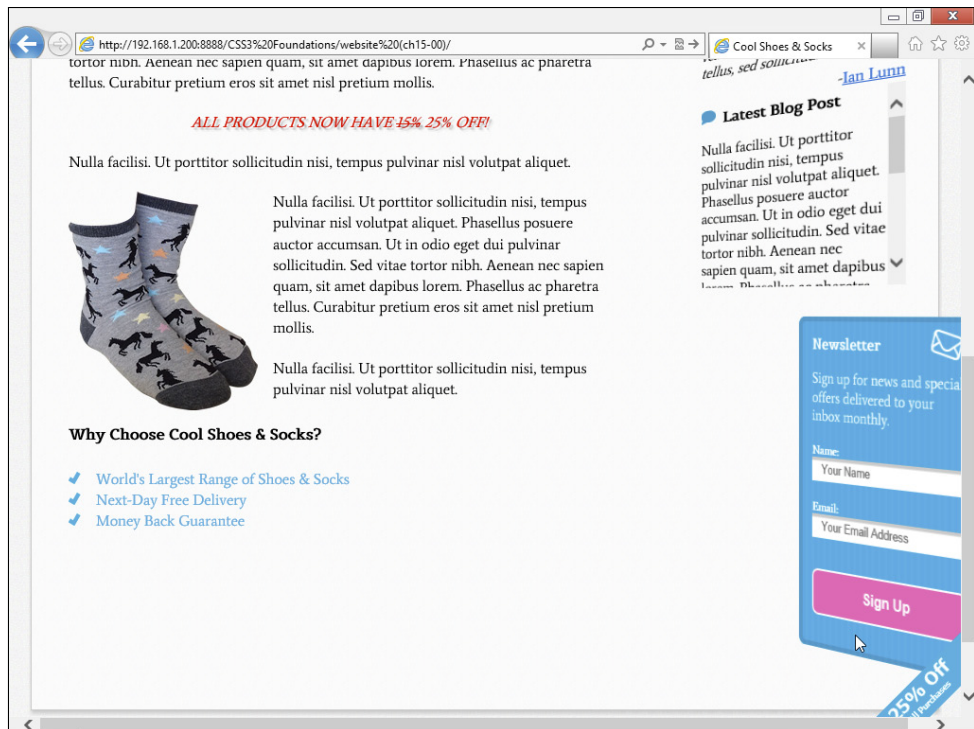 http://192.168.1.200:8888/CSS3%20Foundations/website%20(ch15-00)/
Cool Shoes & Socks
tortor nibh. Aenean nec sapien quam, sit amet dapibus lorem. Phasellus ac pharetra
tellus. Curabitur pretium eros sit amet nisl pretium mollis.
ALL PRODUCTS NOW HAVE 15% 25% OFF!
Nulla facilisi. Ut porttitor sollicitudin nisi, tempus pulvinar nisl volutpat aliquet.
Nulla facilisi. Ut porttitor sollicitudin nisi, tempus
pulvinar nisl volutpat aliquet. Phasellus posuere
auctor accumsan. Ut in odio eget dui pulvinar
sollicitudin. Sed vitae tortor nibh. Aenean nec sapien
quam, sit amet dapibus lorem. Phasellus ac pharetra
tellus. Curabitur pretium eros sit amet nisl pretium
mollis.
Nulla facilisi. Ut porttitor sollicitudin nisi, tempus
pulvinar nisl volutpat aliquet.
Why Choose Cool Shoes & Socks?
World's Largest Range of Shoes & Socks
Next-Day Free Delivery
Money Back Guarantee
tellus, sed
-Ian Lunn
Latest Blog Post
Nulla facilisi. Ut porttitor
sollicitudin nisi, tempus
pulvinar nisl volutpat aliquet.
Phasellus posuere auctor
accumsan. Ut in odio eget dui
pulvinar sollicitudin. Sed vitae
tortor nibh. Aenean nec
sapien quam, sit amet dapibus
lorem. Phasellus ac pharetra
Newsletter
Sign up for news and special
offers delivered to your
inbox monthly.
Name:
Your Name
Email:
Your Email Address
Sign Up
25% Off
Purchases